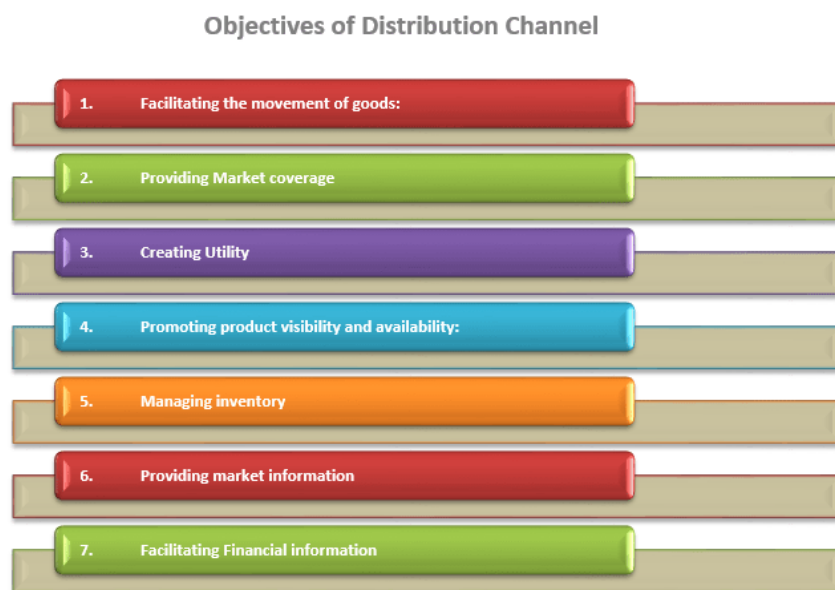 Objectives of Distribution Channel
1. Facilitating the movement of goods:
2. Providing Market coverage
3. Creating Utility
4. Promoting product visibility and availability:
5. Managing inventory
6. Providing market information
7. Facilitating Financial information